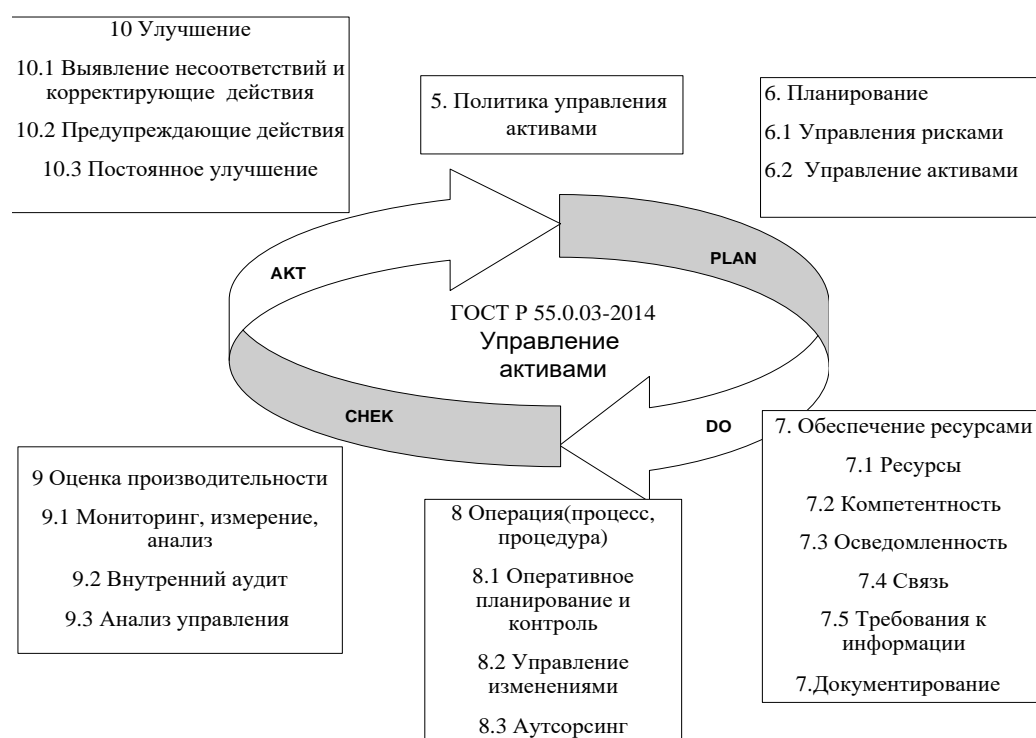 10 Улучшение
10.1 Выявление несоответствий и
корректирующие действия
10.2 Предупреждающие действия
10.3 Постоянное улучшение
5. Политика управления
активами
6. Планирование
6.1 Управления рисками
6.2 Управление активами
AKT
PLAN
ГОСТ Р 55.0.03-2014
Управление
активами
CHEK
DO
9 Оценка производительности
9.1 Мониторинг, измерение,
анализ
9.2 Внутренний аудит
9.3 Анализ управления
8 Операция(процесс,
процедура)
8.1 Оперативное
планирование и
контроль
8.2 Управление
изменениями
8.3 Аутсорсинг
7. Обеспечение ресурсами
7.1 Ресурсы
7.2 Компетентность
7.3 Осведомленность
7.4 Связь
7.5 Требования к
информации
7.Документирование